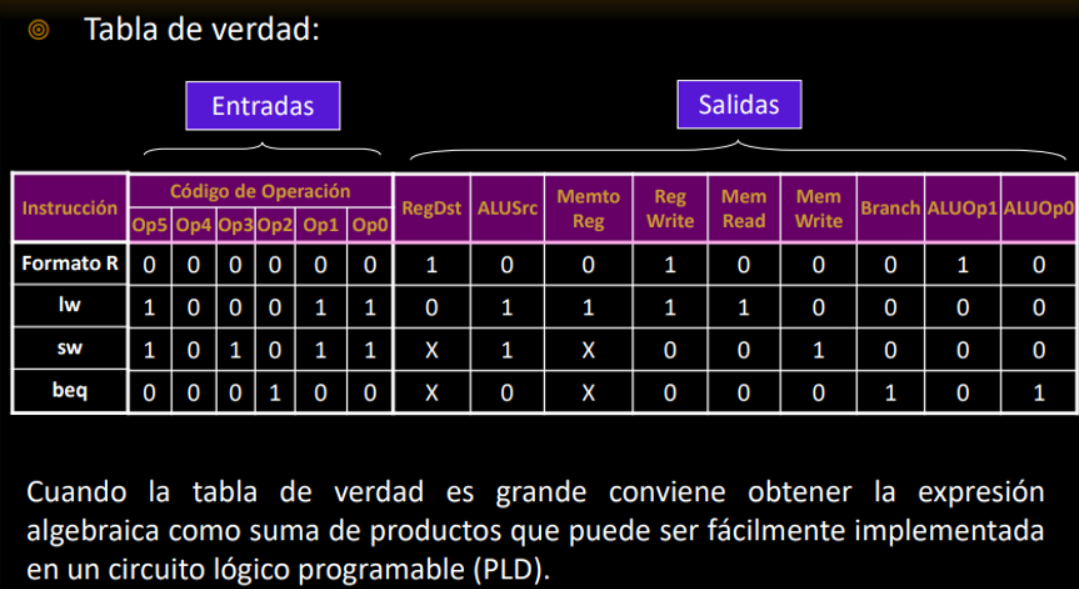 Tabla de verdad:
Entradas
Salidas
Instrucción Código de Operación RegDst ALUSrc Memto Reg Reg Write Mem Read Mem Write Branch ALUOp1 ALUOp0
Op5 Op4 Op3 Op2 Op1 Op0
Formato R 0 0 0 0 0 0 1 0 0 1 0 0 0 1 0
lw 1 0 0 0 1 1 0 1 1 1 1 0 0 0 0
sw 1 0 1 0 1 1 X 1 X 0 0 1 0 0 0
beq 0 0 0 1 0 0 X 0 X 0 0 0 1 0 1
Cuando la tabla de verdad es grande conviene obtener la expresión
algebraica como suma de productos que puede ser fácilmente implementada
en un circuito lógico programable (PLD).